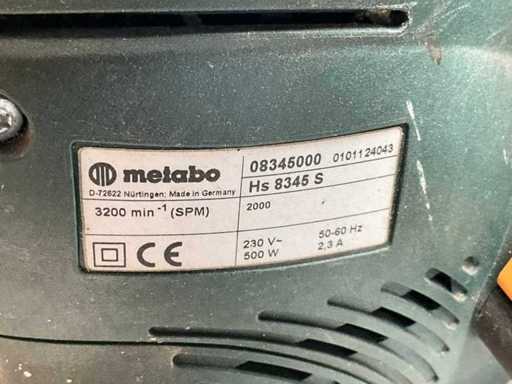 metabo
D-72622 Nürtingen; Made in Germany
3200 min⁻¹ (SPM)
CE
08345000 0101124043
Hs 8345 S
2000
230 V~ 50-60 Hz
500 W 2,3 A